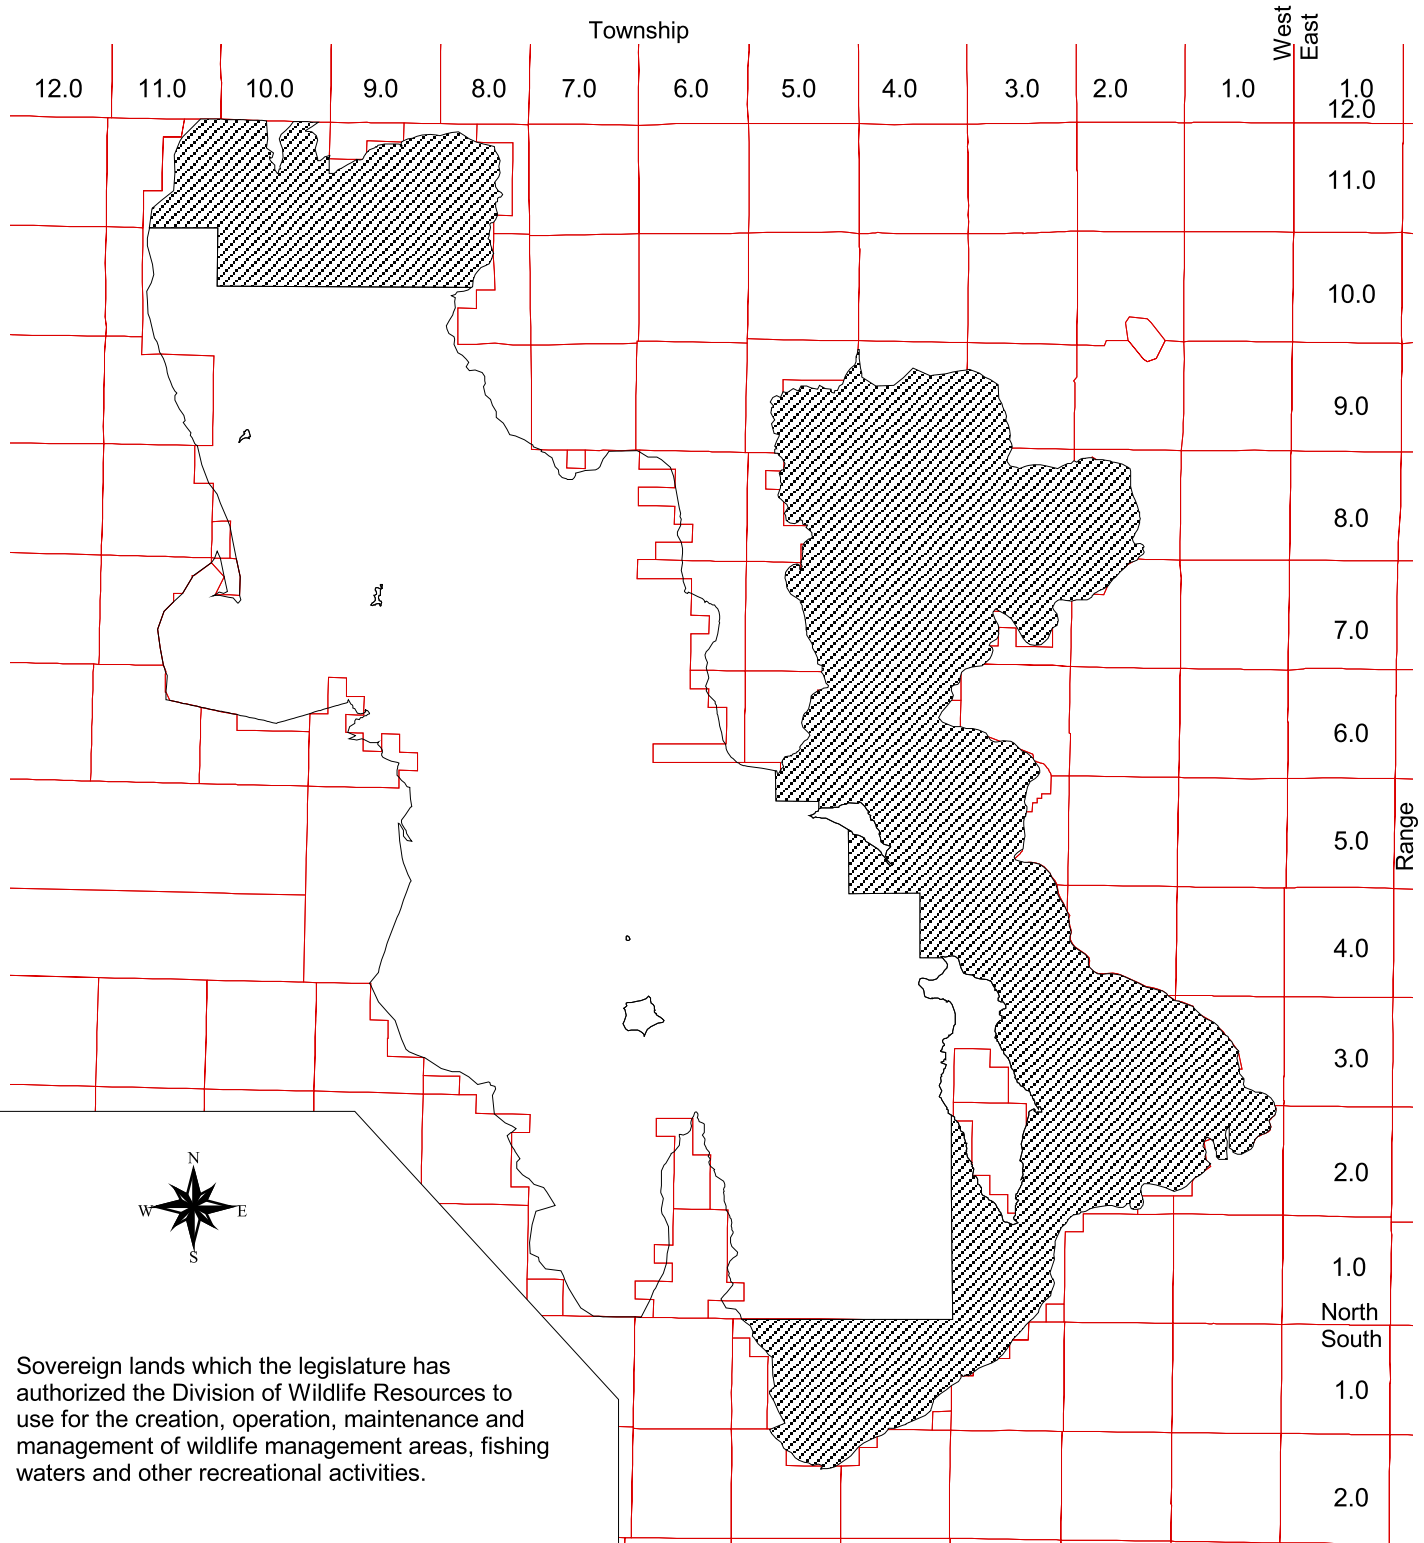 Township
West
East
12.0 11.0 10.0 9.0 8.0 7.0 6.0 5.0 4.0 3.0 2.0 1.0 1.0
12.0
11.0
10.0
9.0
8.0
7.0
6.0
5.0
Range
4.0
3.0
2.0
1.0
North
South
1.0
2.0
N
W E
S
Sovereign lands which the legislature has
authorized the Division of Wildlife Resources to
use for the creation, operation, maintenance and
management of wildlife management areas, fishing
waters and other recreational activities.